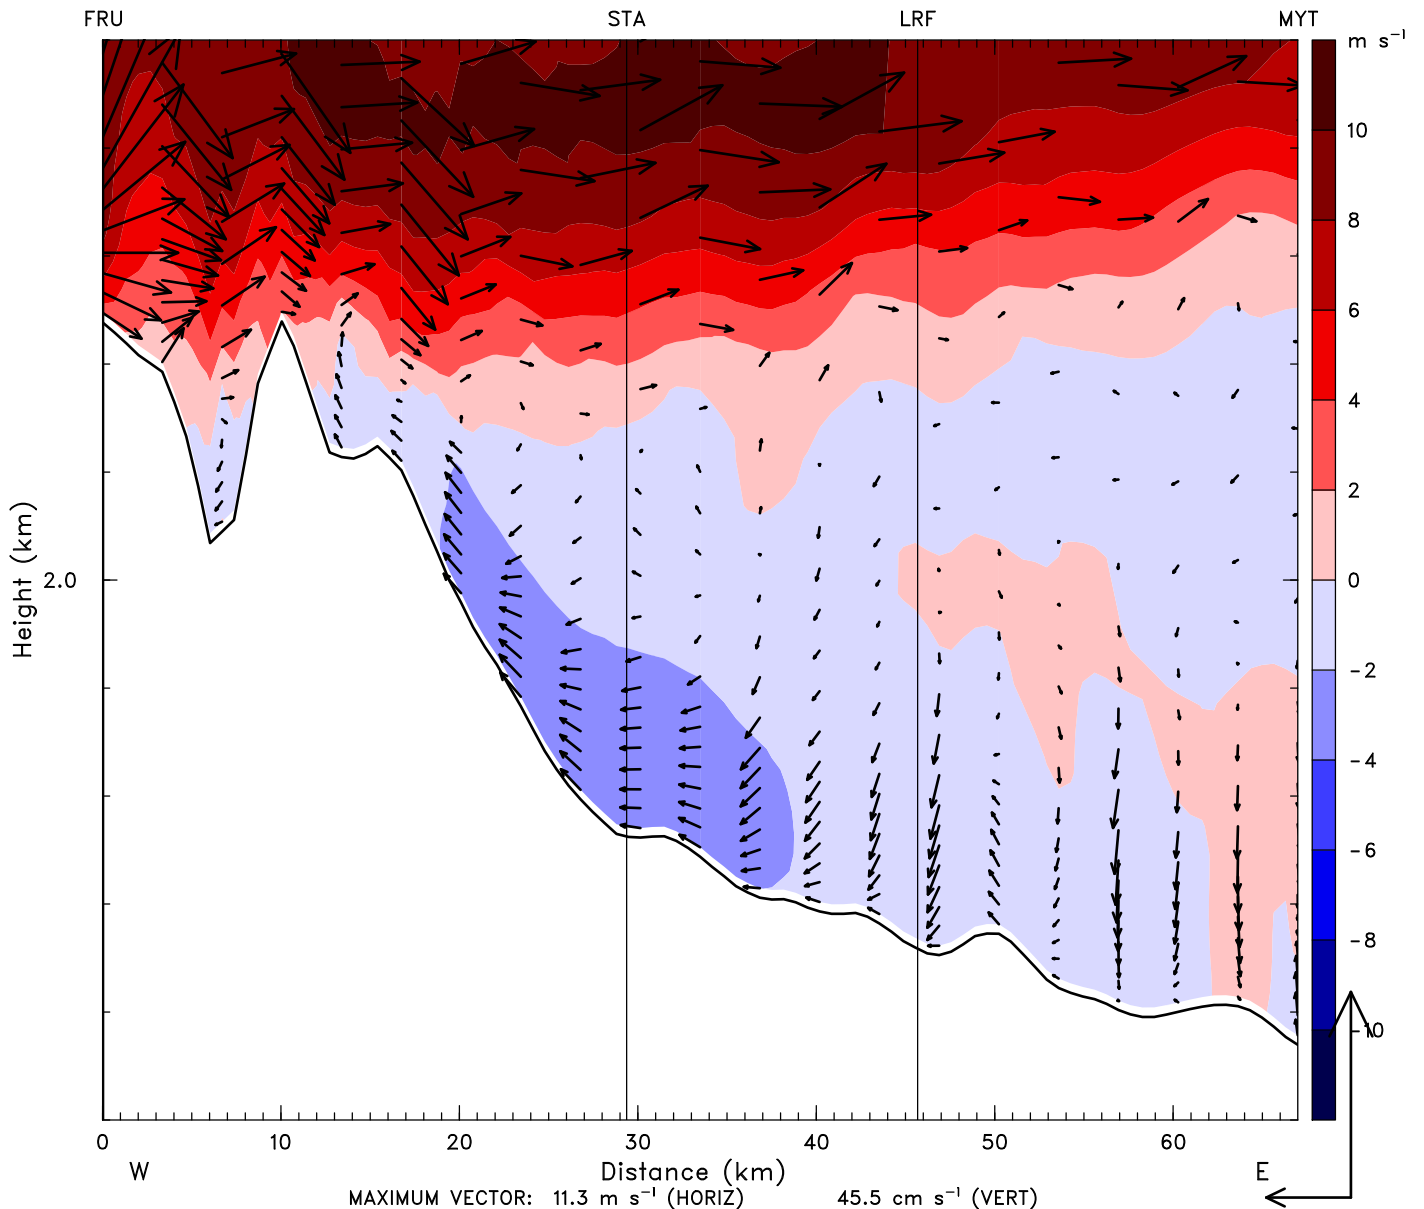 FRU STA LRF MYT
m s⁻¹
10
8
6
4
2
0
-2
-4
-6
-8
-10
Height (km)
2.0
0 10 20 30 40 50 60
W Distance (km) E
MAXIMUM VECTOR: 11.3 m s⁻¹ (HORIZ) 45.5 cm s⁻¹ (VERT)